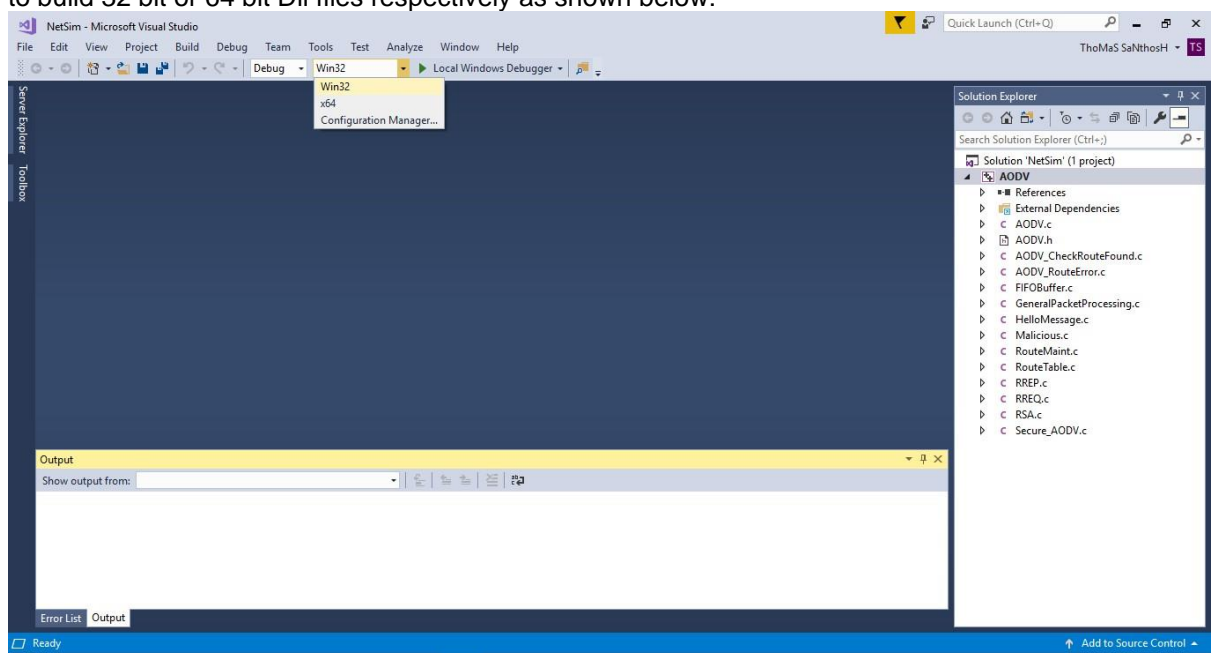 to build 32 bit or 64 bit Dll files respectively as shown below:
NetSim - Microsoft Visual Studio
Quick Launch (Ctrl+Q)
File Edit View Project Build Debug Team Tools Test Analyze Window Help
ThoMaS SaNthosH TS
Debug Win32 Local Windows Debugger
Win32
x64
Configuration Manager...
Server Explorer
Toolbox
Solution Explorer
Search Solution Explorer (Ctrl+;)
Solution 'NetSim' (1 project)
AODV
References
External Dependencies
AODV.c
AODV.h
AODV_CheckRouteFound.c
AODV_RouteError.c
FIFOBuffer.c
GeneralPacketProcessing.c
HelloMessage.c
Malicious.c
RouteMaint.c
RouteTable.c
RREP.c
RREQ.c
RSA.c
Secure_AODV.c
Output
Show output from:
Error List Output
Ready
Add to Source Control